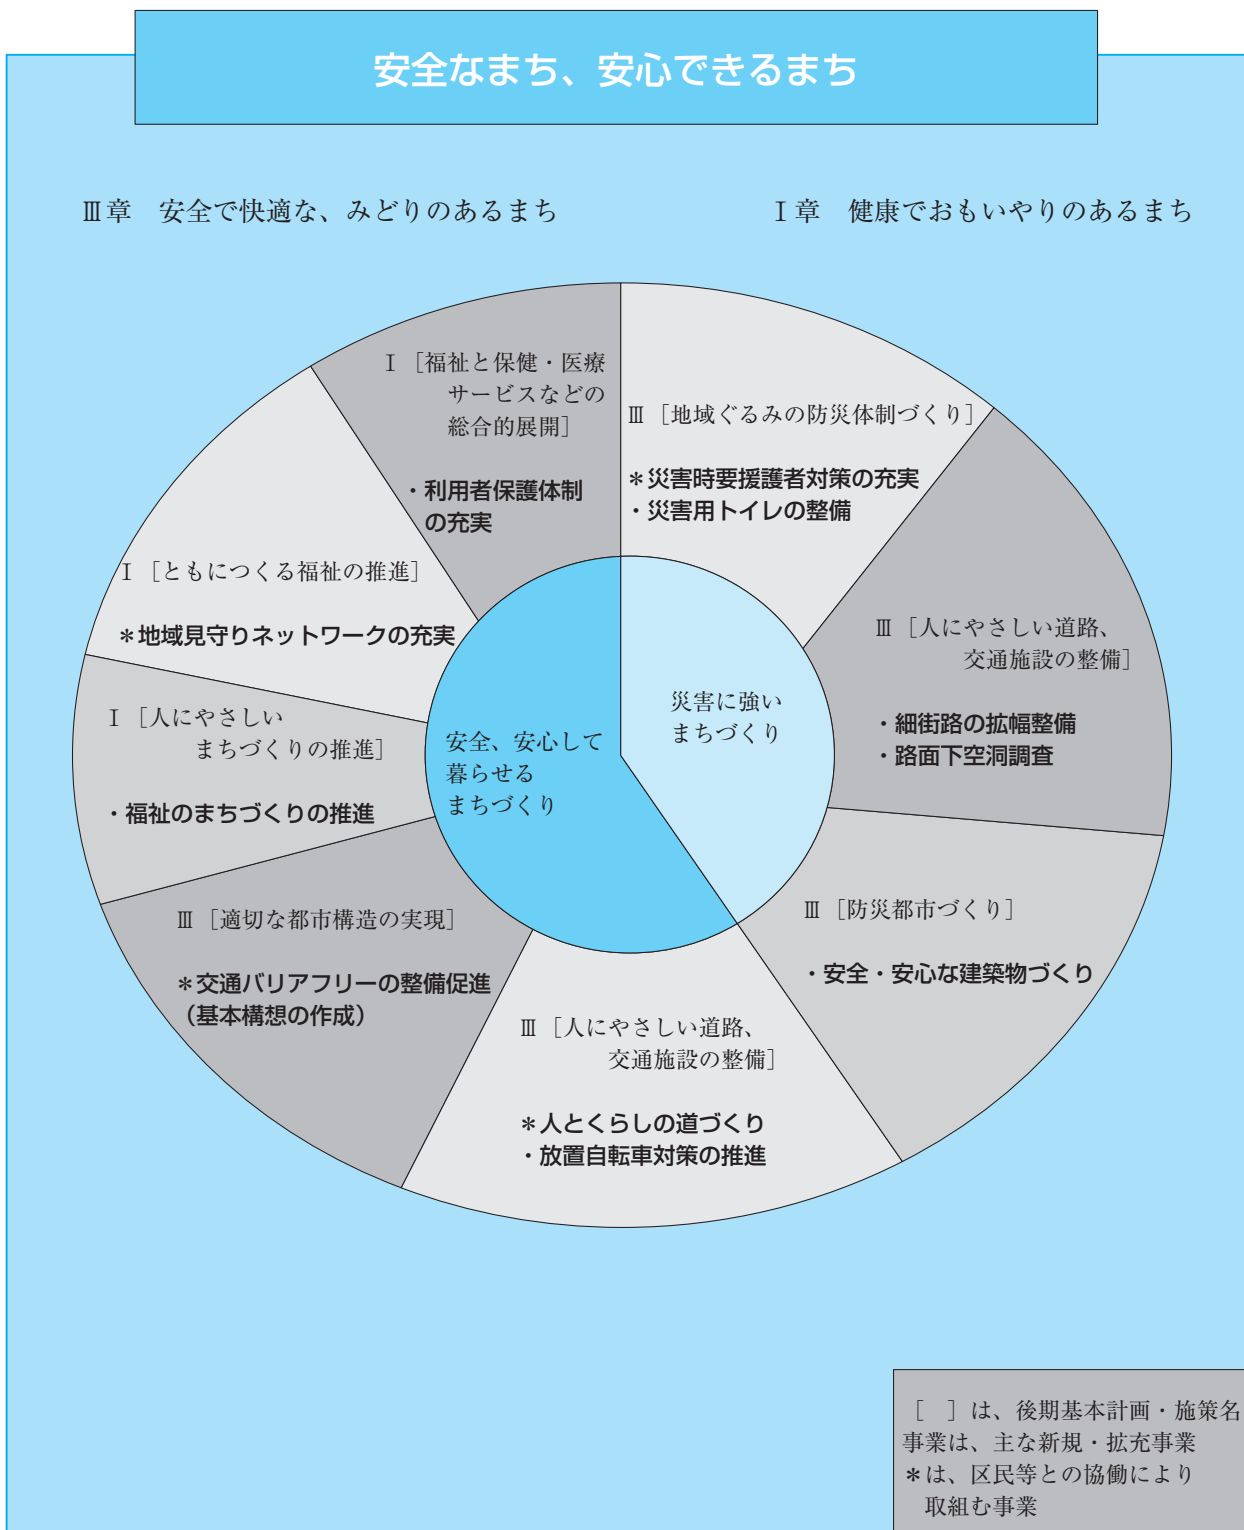 安全なまち、安心できるまち
Ⅲ章　安全で快適な、みどりのあるまち
Ⅰ章　健康でおもいやりのあるまち
Ⅰ［福祉と保健・医療
サービスなどの
総合的展開］
・利用者保護体制
の充実
Ⅲ［地域ぐるみの防災体制づくり］
＊災害時要援護者対策の充実
・災害用トイレの整備
Ⅰ［ともにつくる福祉の推進］
＊地域見守りネットワークの充実
Ⅲ［人にやさしい道路、
交通施設の整備］
・細街路の拡幅整備
・路面下空洞調査
災害に強い
まちづくり
安全、安心して
暮らせる
まちづくり
Ⅰ［人にやさしい
まちづくりの推進］
・福祉のまちづくりの推進
Ⅲ［適切な都市構造の実現］
＊交通バリアフリーの整備促進
（基本構想の作成）
Ⅲ［防災都市づくり］
・安全・安心な建築物づくり
Ⅲ［人にやさしい道路、
交通施設の整備］
＊人とくらしの道づくり
・放置自転車対策の推進
［　］は、後期基本計画・施策名
事業は、主な新規・拡充事業
＊は、区民等との協働により
取組む事業